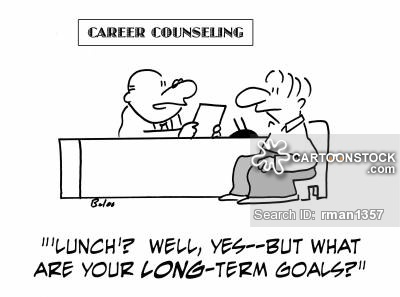 CAREER COUNSELING
CARTOONSTOCK
.com
Search ID: rman1357
"'LUNCH'? WELL, YES--BUT WHAT
ARE YOUR LONG-TERM GOALS?"